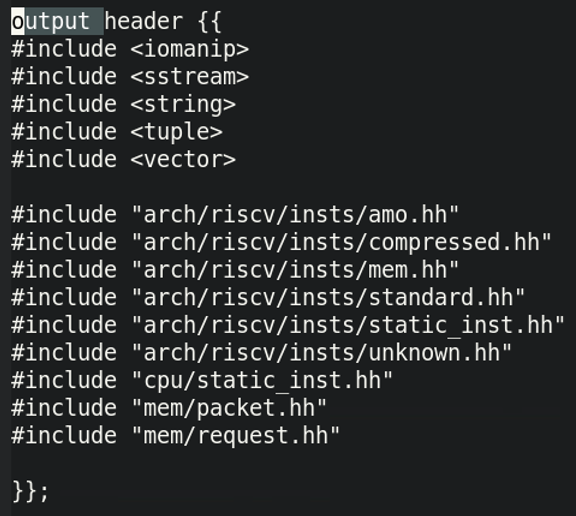 output header {{
#include <iomanip>
#include <sstream>
#include <string>
#include <tuple>
#include <vector>

#include "arch/riscv/insts/amo.hh"
#include "arch/riscv/insts/compressed.hh"
#include "arch/riscv/insts/mem.hh"
#include "arch/riscv/insts/standard.hh"
#include "arch/riscv/insts/static_inst.hh"
#include "arch/riscv/insts/unknown.hh"
#include "cpu/static_inst.hh"
#include "mem/packet.hh"
#include "mem/request.hh"

}};